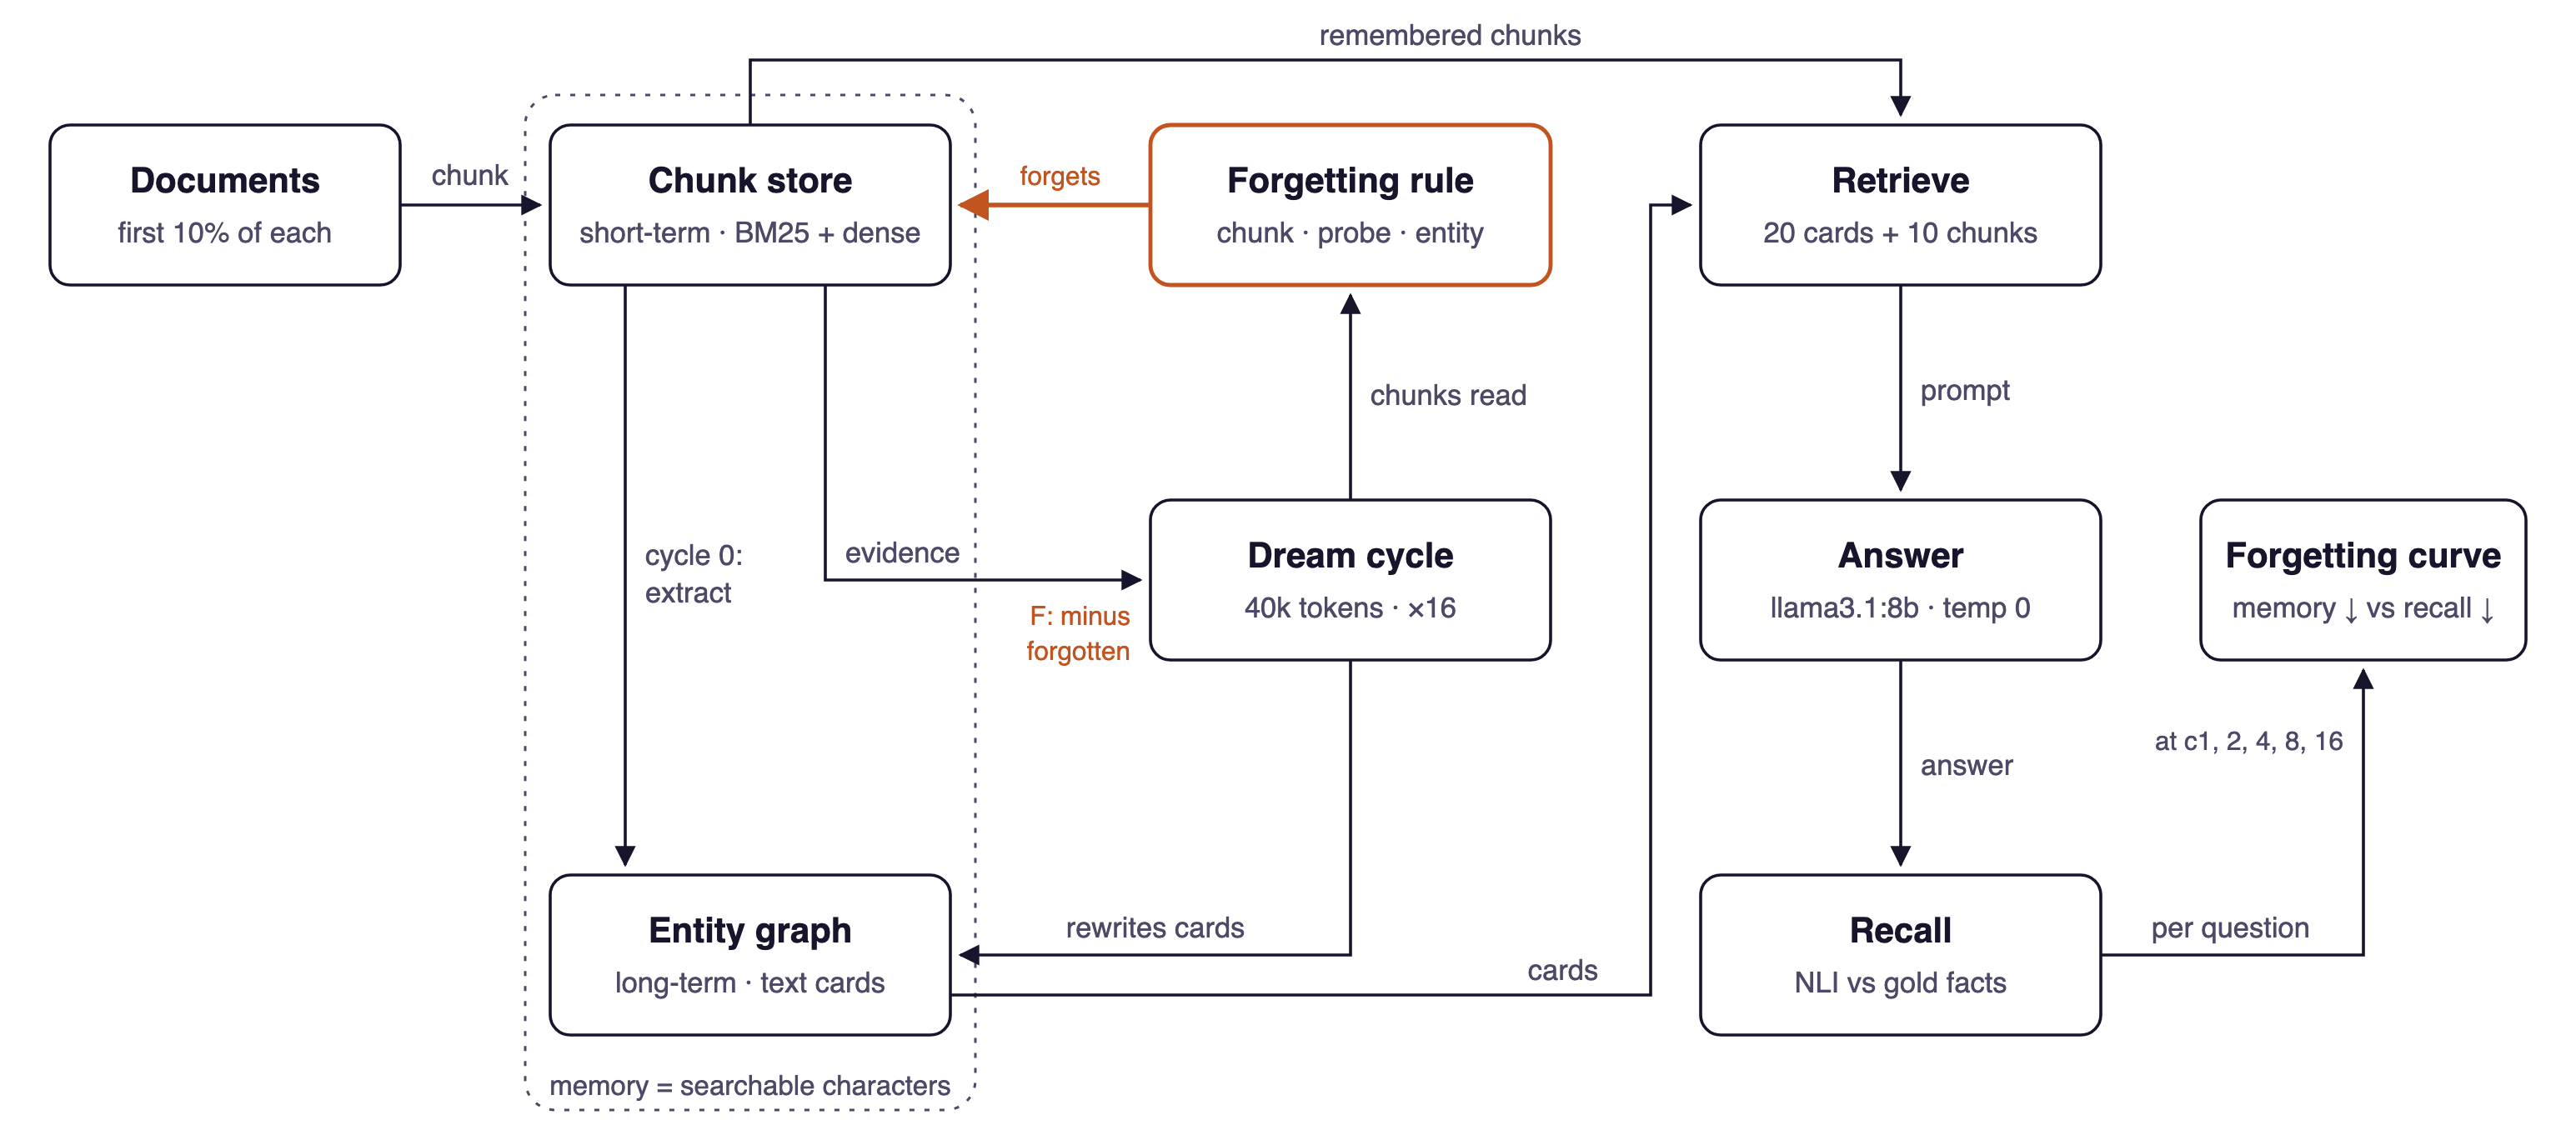 remembered chunks
Documents
first 10% of each
chunk
Chunk store
short-term · BM25 + dense
forgets
Forgetting rule
chunk · probe · entity
Retrieve
20 cards + 10 chunks
chunks read
prompt
cycle 0:
extract
evidence
F: minus
forgotten
Dream cycle
40k tokens · ×16
Answer
llama3.1:8b · temp 0
Forgetting curve
memory ↓ vs recall ↓
at c1, 2, 4, 8, 16
answer
Entity graph
long-term · text cards
rewrites cards
cards
Recall
NLI vs gold facts
per question
memory = searchable characters